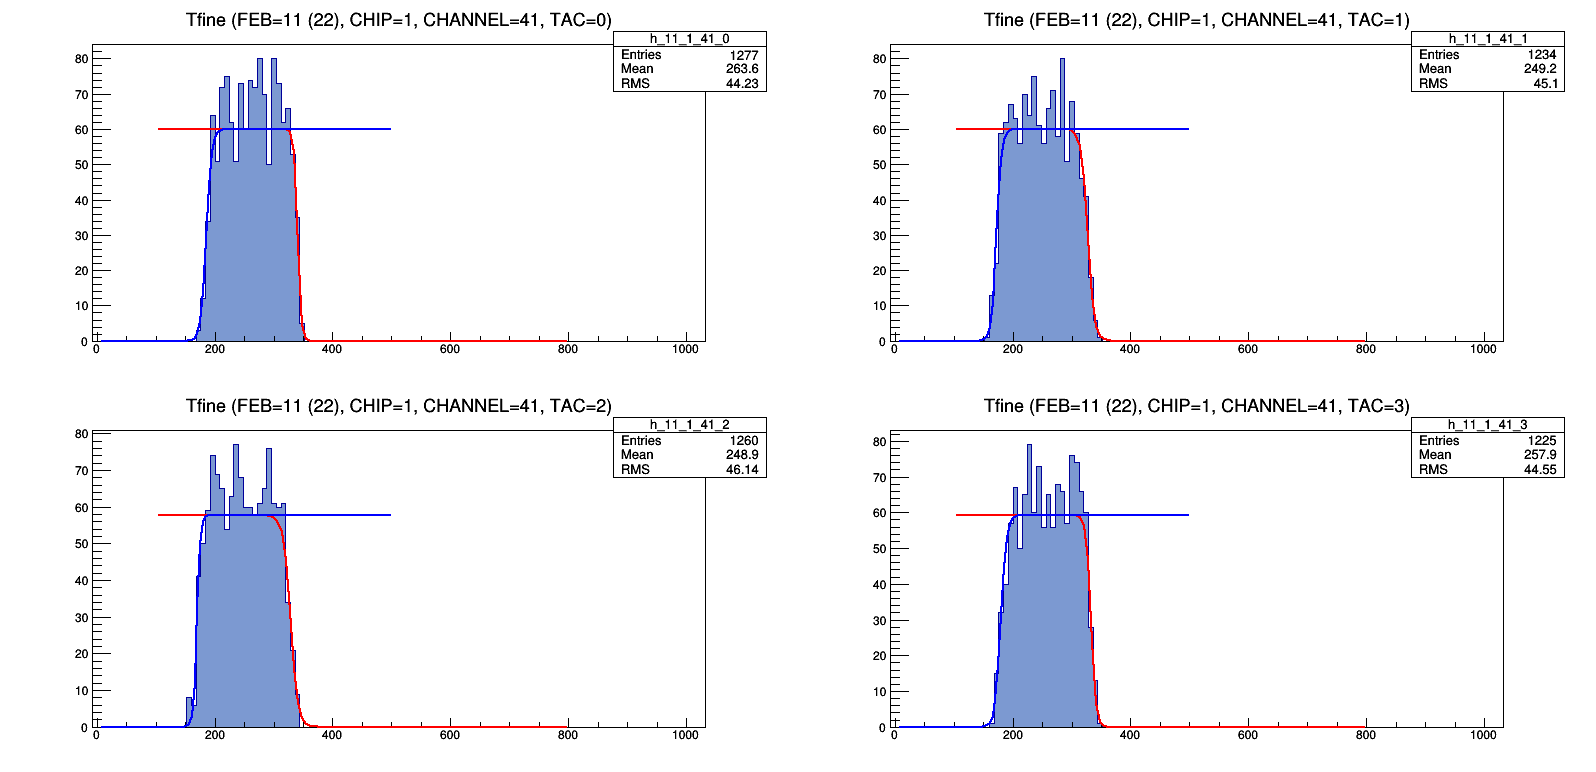 Tfine (FEB=11 (22), CHIP=1, CHANNEL=41, TAC=0)
h_11_1_41_0
Entries 1277
Mean 263.6
RMS 44.23
80
70
60
50
40
30
20
10
0
0 200 400 600 800 1000
Tfine (FEB=11 (22), CHIP=1, CHANNEL=41, TAC=1)
h_11_1_41_1
Entries 1234
Mean 249.2
RMS 45.1
80
70
60
50
40
30
20
10
0
0 200 400 600 800 1000
Tfine (FEB=11 (22), CHIP=1, CHANNEL=41, TAC=2)
h_11_1_41_2
Entries 1260
Mean 248.9
RMS 46.14
80
70
60
50
40
30
20
10
0
0 200 400 600 800 1000
Tfine (FEB=11 (22), CHIP=1, CHANNEL=41, TAC=3)
h_11_1_41_3
Entries 1225
Mean 257.9
RMS 44.55
80
70
60
50
40
30
20
10
0
0 200 400 600 800 1000